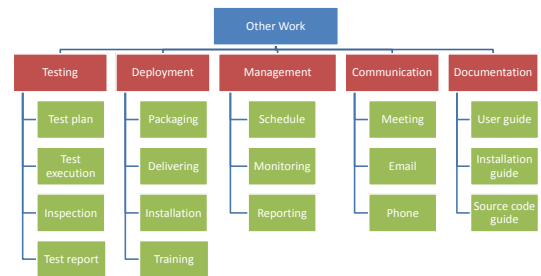 Other Work
Testing
Deployment
Management
Communication
Documentation
Test plan
Packaging
Schedule
Meeting
User guide
Test
execution
Delivering
Monitoring
Email
Installation
guide
Inspection
Installation
Reporting
Phone
Source code
guide
Test report
Training